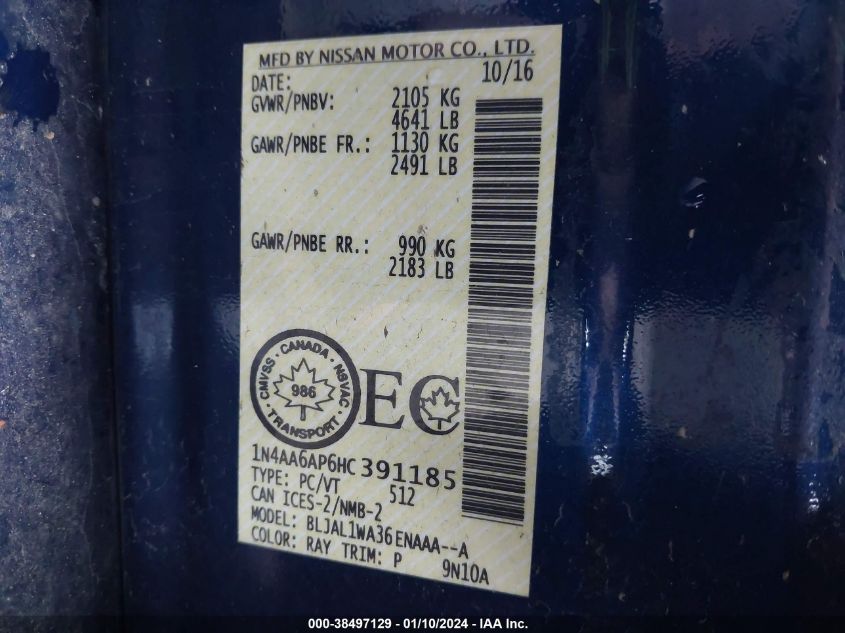 MFD BY NISSAN MOTOR CO., LTD.
DATE: 10/16
GVWR/PNBV: 2105 KG
4641 LB
GAWR/PNBE FR.: 1130 KG
2491 LB
GAWR/PNBE RR.: 990 KG
2183 LB
CMVSS · CANADA · NSVAC · TRANSPORT ·
986
EC
1N4AA6AP6HC391185
TYPE: PC/VT 512
CAN ICES-2/NMB-2
MODEL: BLJAL1WA36ENAAA--A
COLOR: RAY TRIM: P 9N10A
000-38497129 - 01/10/2024 - IAA Inc.